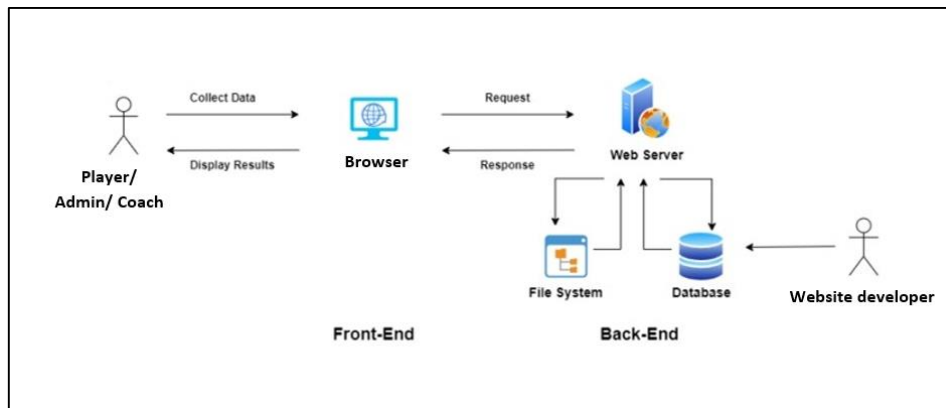 Collect Data
Request
Display Results
Browser
Response
Web Server
Player/
Admin/ Coach
File System
Database
Website developer
Front-End
Back-End